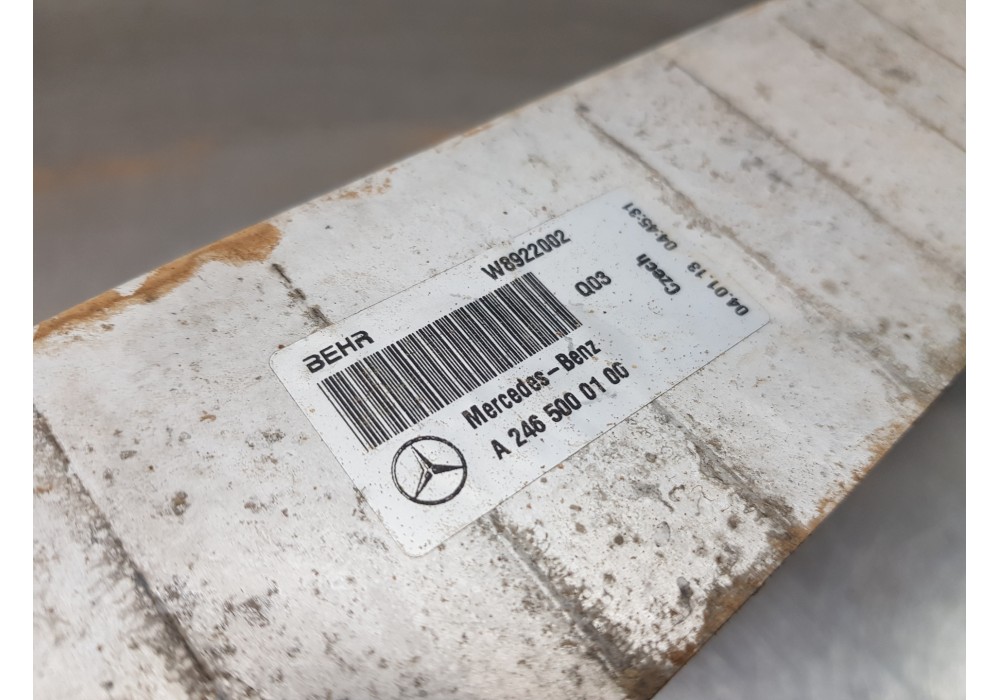 BEHR
W8922002
Q03
Mercedes-Benz
A 246 500 01 00
Czech
04.01.13
04:45:31